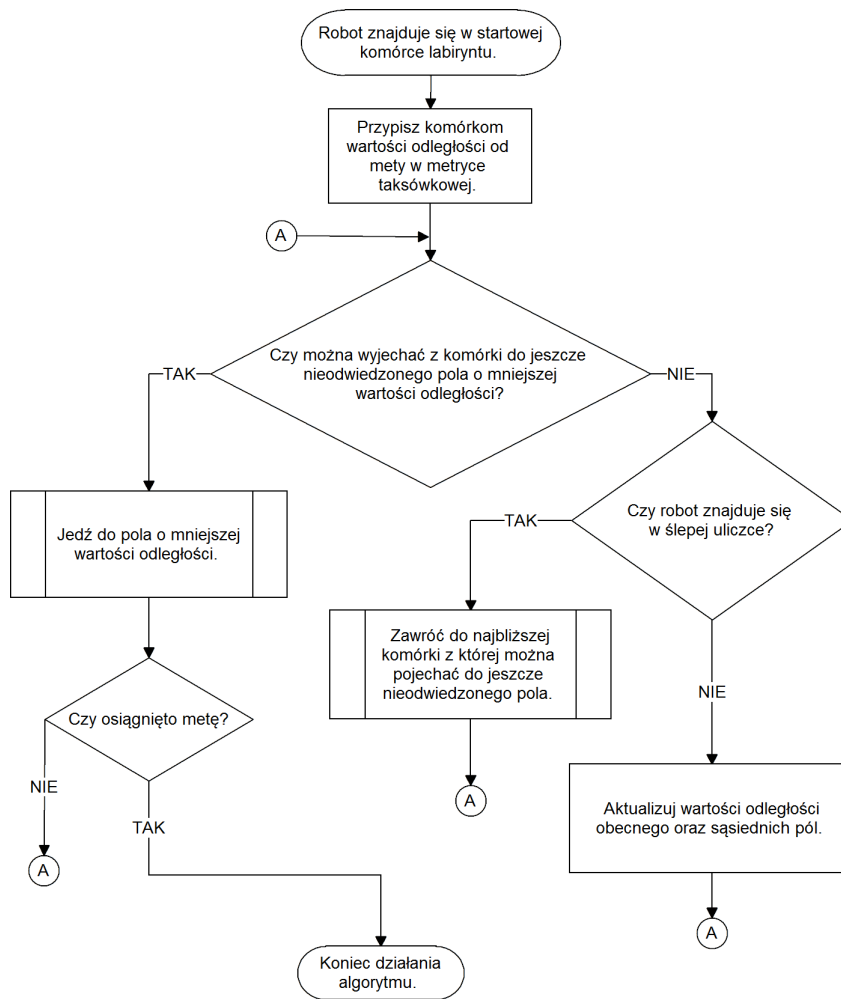 Robot znajduje się w startowej
komórce labiryntu.
Przypisz komórkom
wartości odległości od
mety w metryce
taksówkowej.
A
Czy można wyjechać z komórki do jeszcze
nieodwiedzonego pola o mniejszej
wartości odległości?
TAK
NIE
Jedź do pola o mniejszej
wartości odległości.
Czy robot znajduje się
w ślepej uliczce?
TAK
Zawróć do najbliższej
komórki z której można
pojechać do jeszcze
nieodwiedzonego pola.
NIE
Czy osiągnięto metę?
NIE
TAK
A
A
Aktualizuj wartości odległości
obecnego oraz sąsiednich pól.
A
Koniec działania
algorytmu.